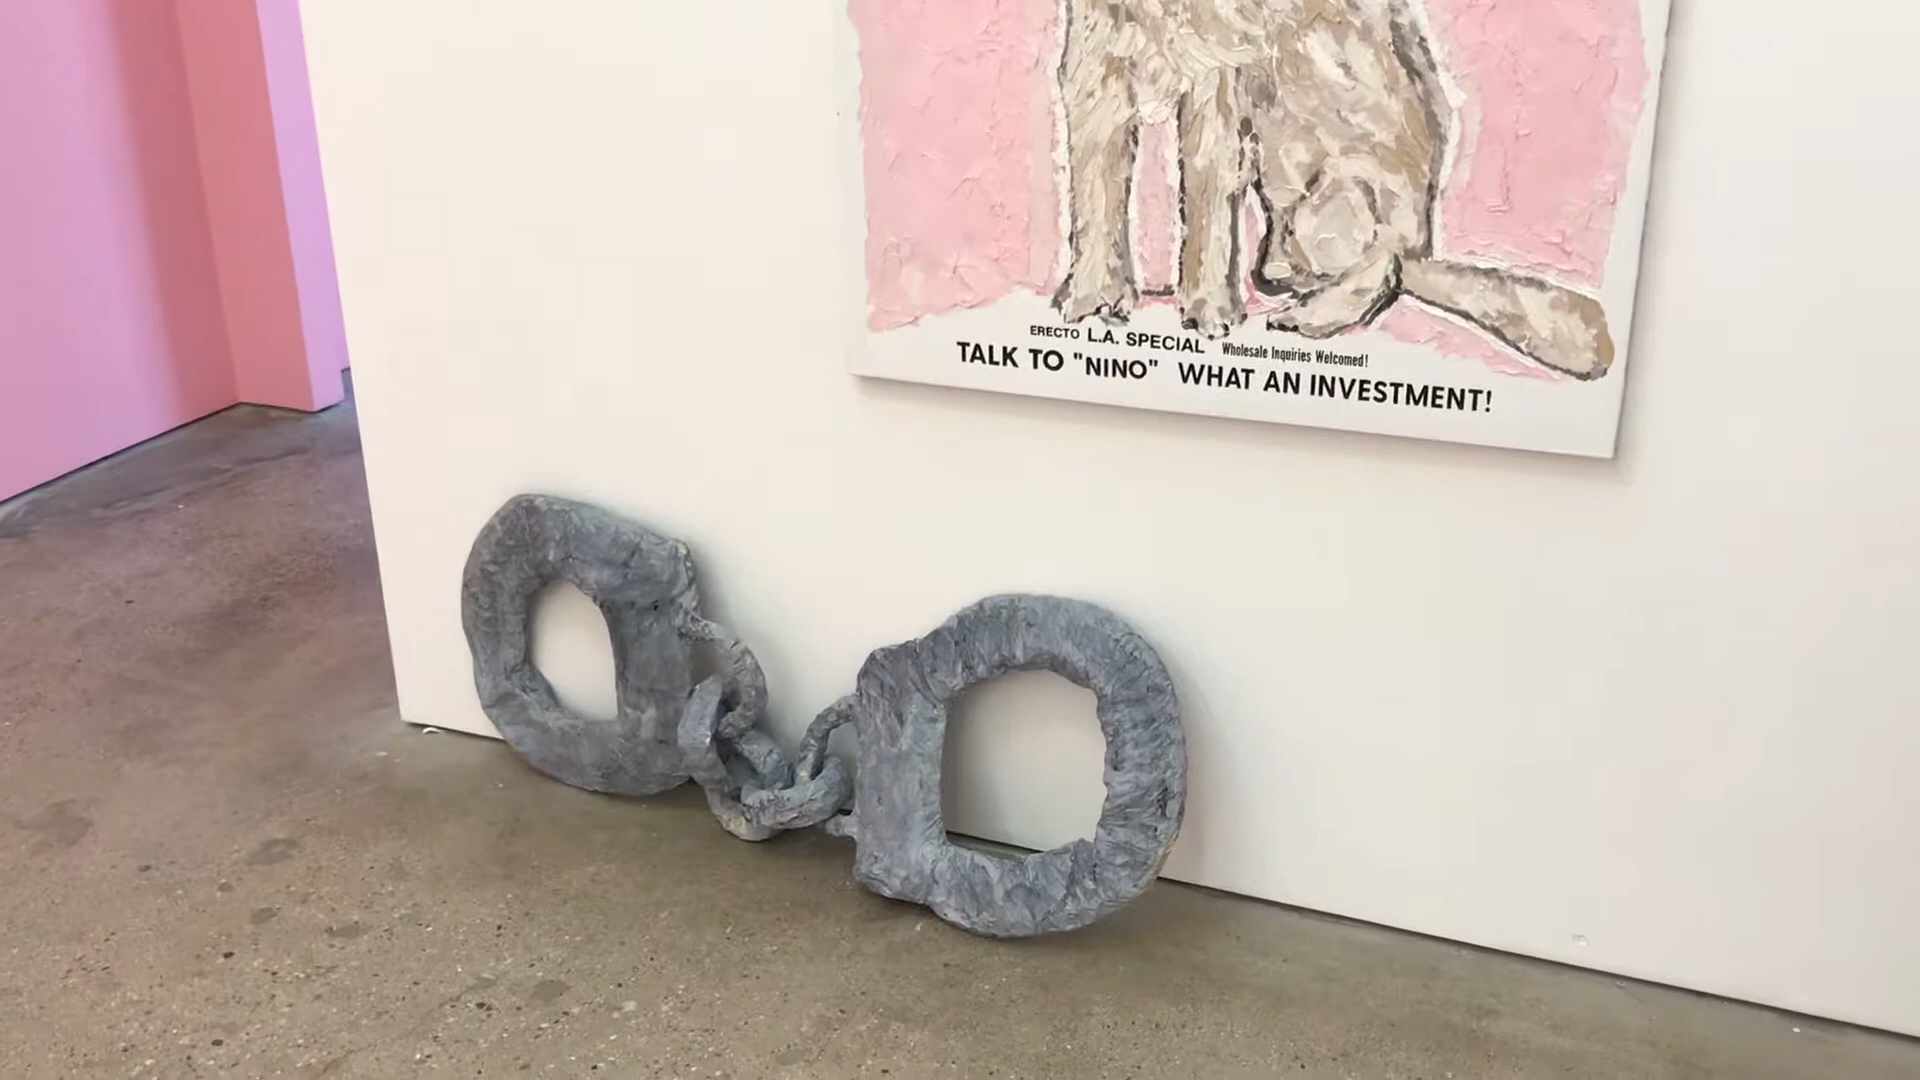 ERECTO L.A. SPECIAL Wholesale Inquiries Welcomed!
TALK TO "NINO" WHAT AN INVESTMENT!